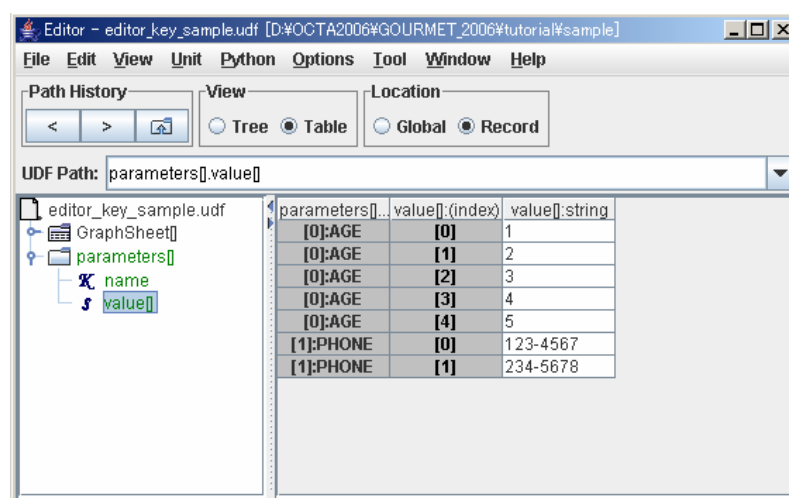 Editor - editor_key_sample.udf [D:¥OCTA2006¥GOURMET_2006¥tutorial¥sample]
File Edit View Unit Python Options Tool Window Help
Path History View Location
< > Tree Table Global Record
UDF Path: parameters[].value[]
editor_key_sample.udf
GraphSheet[]
parameters[]
name
value[]
parameters[]... value[]:(index) value[]:string
[0]:AGE [0] 1
[0]:AGE [1] 2
[0]:AGE [2] 3
[0]:AGE [3] 4
[0]:AGE [4] 5
[1]:PHONE [0] 123-4567
[1]:PHONE [1] 234-5678